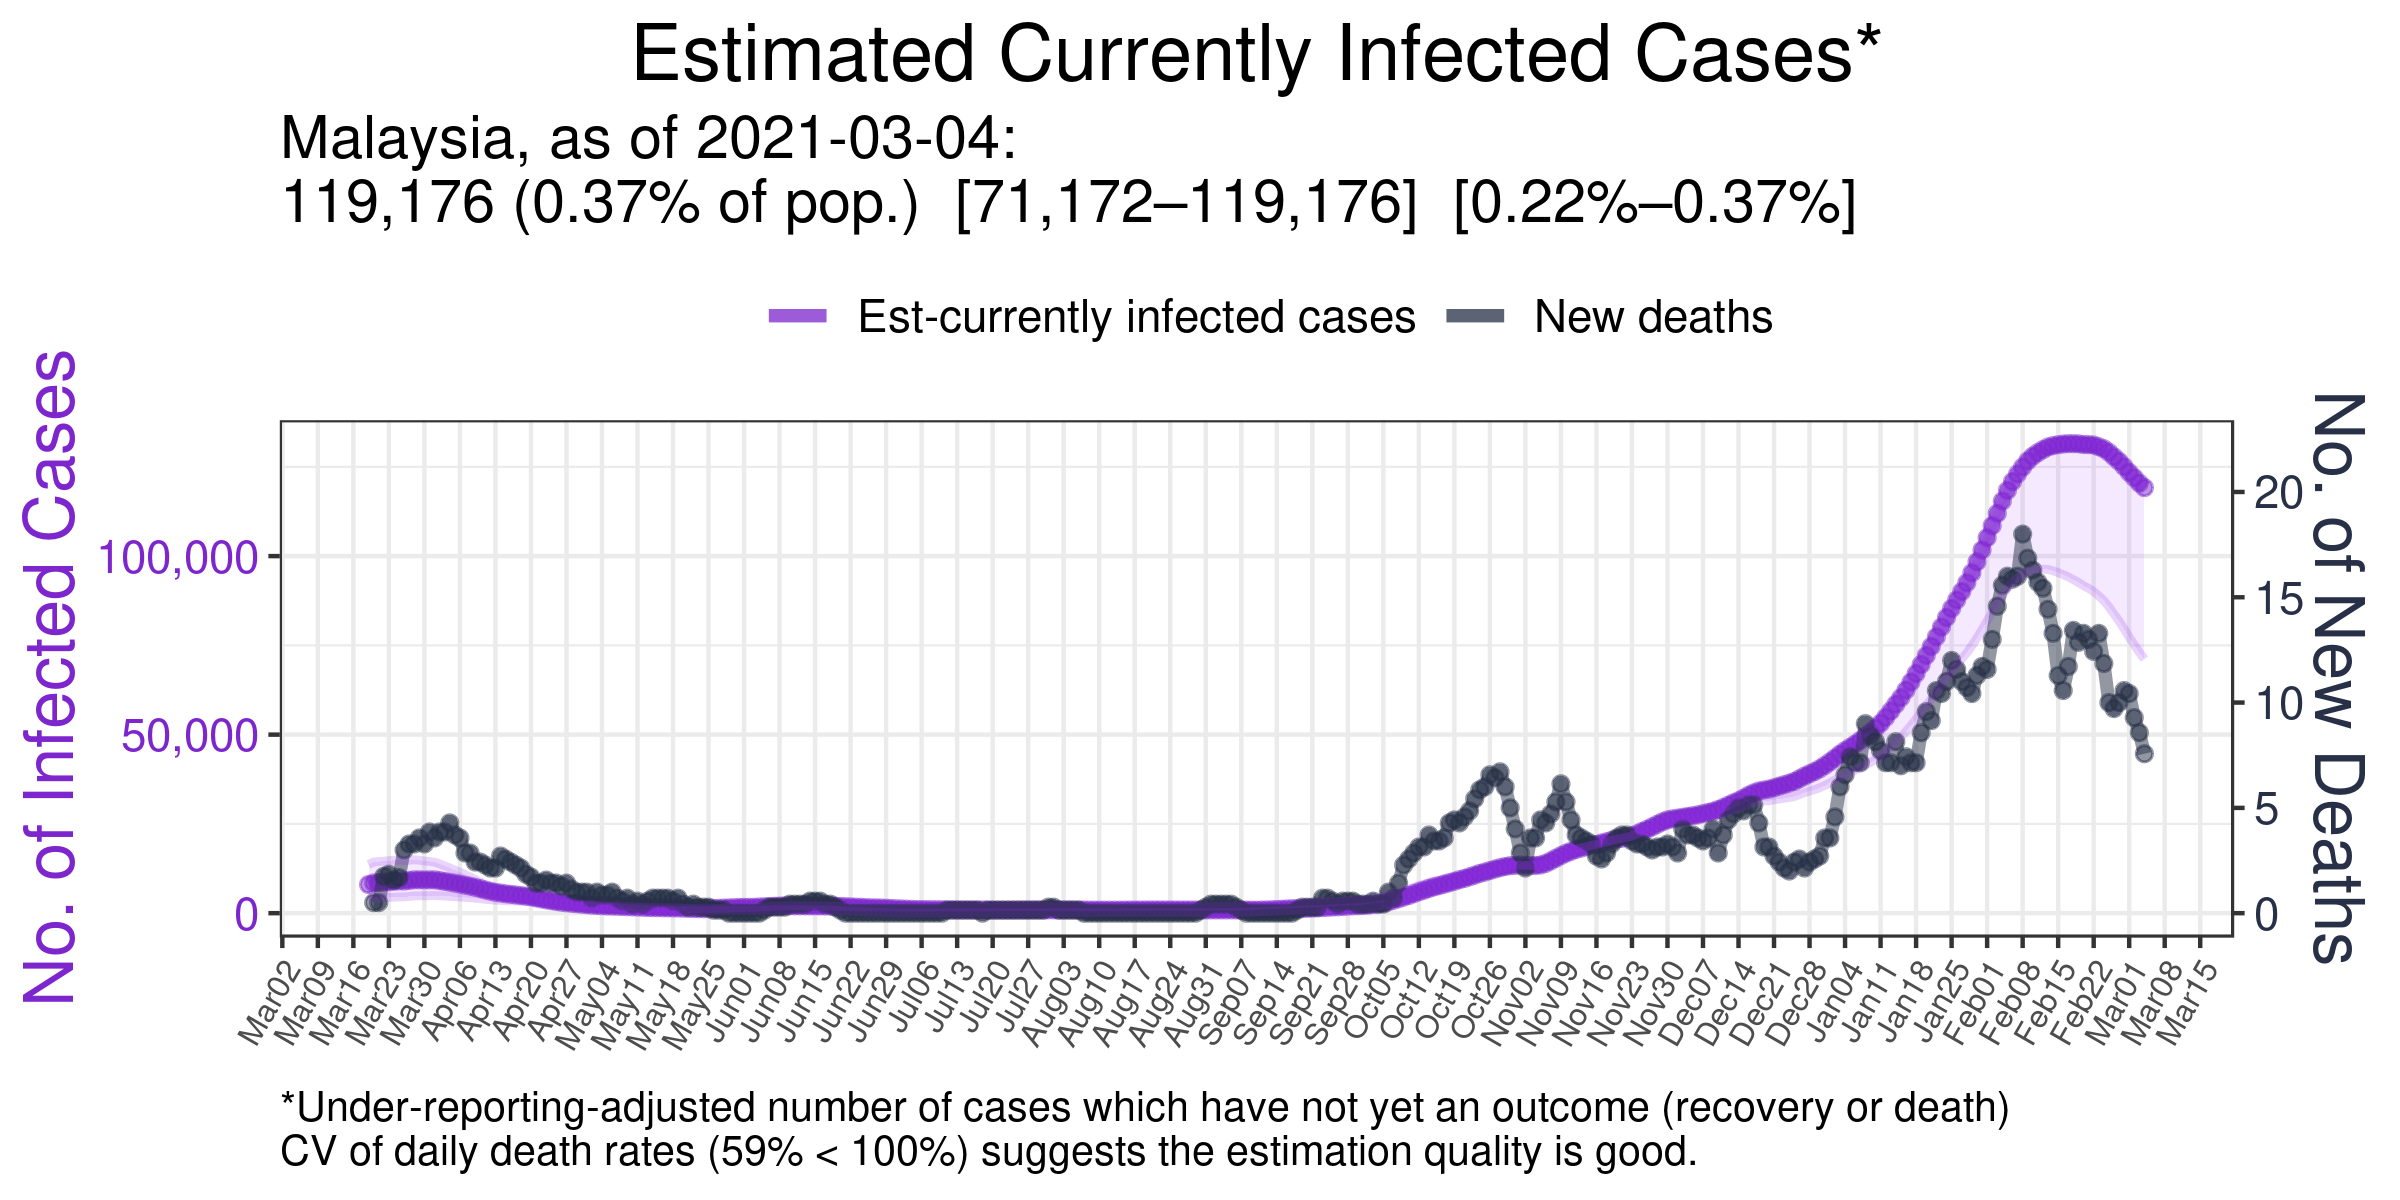 Estimated Currently Infected Cases*
Malaysia, as of 2021-03-04:
119,176 (0.37% of pop.) [71,172–119,176] [0.22%–0.37%]
Est-currently infected cases
New deaths
No. of Infected Cases
100,000
50,000
0
No. of New Deaths
20
15
10
5
0
Mar02
Mar09
Mar16
Mar23
Mar30
Apr06
Apr13
Apr20
Apr27
May04
May11
May18
May25
Jun01
Jun08
Jun15
Jun22
Jun29
Jul06
Jul13
Jul20
Jul27
Aug03
Aug10
Aug17
Aug24
Aug31
Sep07
Sep14
Sep21
Sep28
Oct05
Oct12
Oct19
Oct26
Nov02
Nov09
Nov16
Nov23
Nov30
Dec07
Dec14
Dec21
Dec28
Jan04
Jan11
Jan18
Jan25
Feb01
Feb08
Feb15
Feb22
Mar01
Mar08
Mar15
*Under-reporting-adjusted number of cases which have not yet an outcome (recovery or death)
CV of daily death rates (59% < 100%) suggests the estimation quality is good.